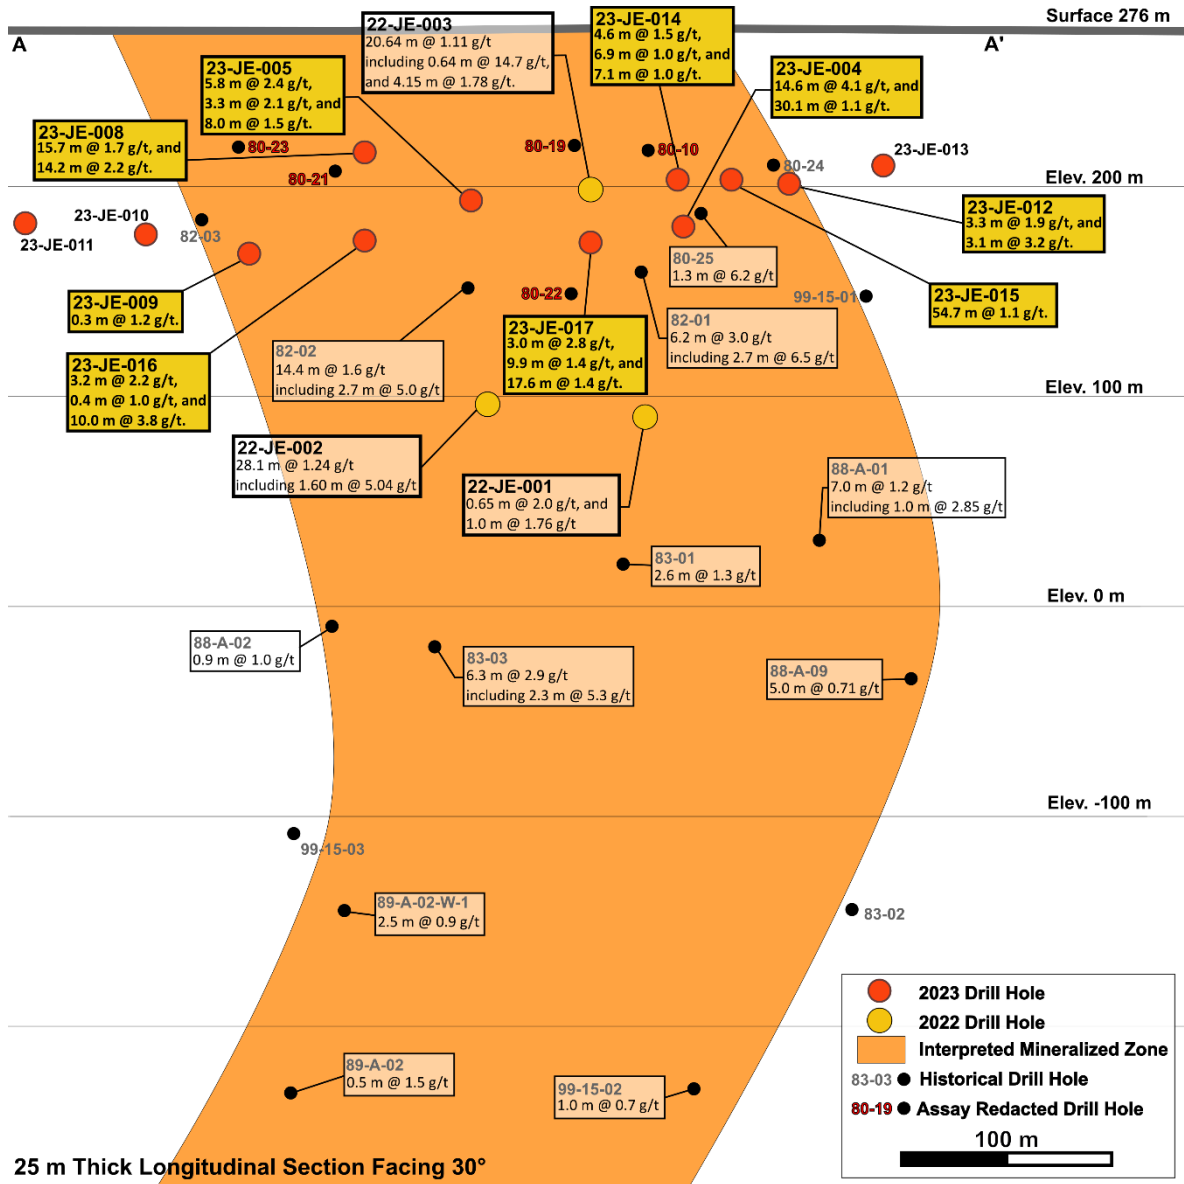 Surface 276 m
A
A'
22-JE-003
20.64 m @ 1.11 g/t
including 0.64 m @ 14.7 g/t,
and 4.15 m @ 1.78 g/t.
23-JE-014
4.6 m @ 1.5 g/t,
6.9 m @ 1.0 g/t, and
7.1 m @ 1.0 g/t.
23-JE-005
5.8 m @ 2.4 g/t,
3.3 m @ 2.1 g/t, and
8.0 m @ 1.5 g/t.
23-JE-004
14.6 m @ 4.1 g/t, and
30.1 m @ 1.1 g/t.
23-JE-008
15.7 m @ 1.7 g/t, and
14.2 m @ 2.2 g/t.
80-23
80-21
80-19
80-10
80-24
23-JE-013
Elev. 200 m
23-JE-010
23-JE-011
82-03
23-JE-012
3.3 m @ 1.9 g/t, and
3.1 m @ 3.2 g/t.
80-25
1.3 m @ 6.2 g/t
23-JE-009
0.3 m @ 1.2 g/t.
80-22
99-15-01
23-JE-015
54.7 m @ 1.1 g/t.
82-01
6.2 m @ 3.0 g/t
including 2.7 m @ 6.5 g/t
23-JE-017
3.0 m @ 2.8 g/t,
9.9 m @ 1.4 g/t, and
17.6 m @ 1.4 g/t.
82-02
14.4 m @ 1.6 g/t
including 2.7 m @ 5.0 g/t
23-JE-016
3.2 m @ 2.2 g/t,
0.4 m @ 1.0 g/t, and
10.0 m @ 3.8 g/t.
Elev. 100 m
22-JE-002
28.1 m @ 1.24 g/t
including 1.60 m @ 5.04 g/t
22-JE-001
0.65 m @ 2.0 g/t, and
1.0 m @ 1.76 g/t
88-A-01
7.0 m @ 1.2 g/t
including 1.0 m @ 2.85 g/t
83-01
2.6 m @ 1.3 g/t
Elev. 0 m
88-A-02
0.9 m @ 1.0 g/t
83-03
6.3 m @ 2.9 g/t
including 2.3 m @ 5.3 g/t
88-A-09
5.0 m @ 0.71 g/t
Elev. -100 m
99-15-03
89-A-02-W-1
2.5 m @ 0.9 g/t
83-02
89-A-02
0.5 m @ 1.5 g/t
99-15-02
1.0 m @ 0.7 g/t
2023 Drill Hole
2022 Drill Hole
Interpreted Mineralized Zone
83-03 Historical Drill Hole
80-19 Assay Redacted Drill Hole
100 m
25 m Thick Longitudinal Section Facing 30°